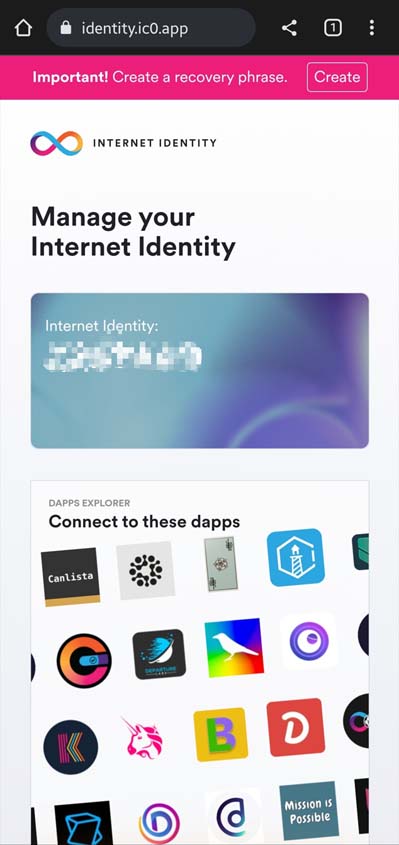 identity.ic0.app
1
Important! Create a recovery phrase. Create
INTERNET IDENTITY
Manage your
Internet Identity
Internet Identity:
DAPPS EXPLORER
Connect to these dapps
Canlista
DEPARTURE
LABS
Mission is
Possible